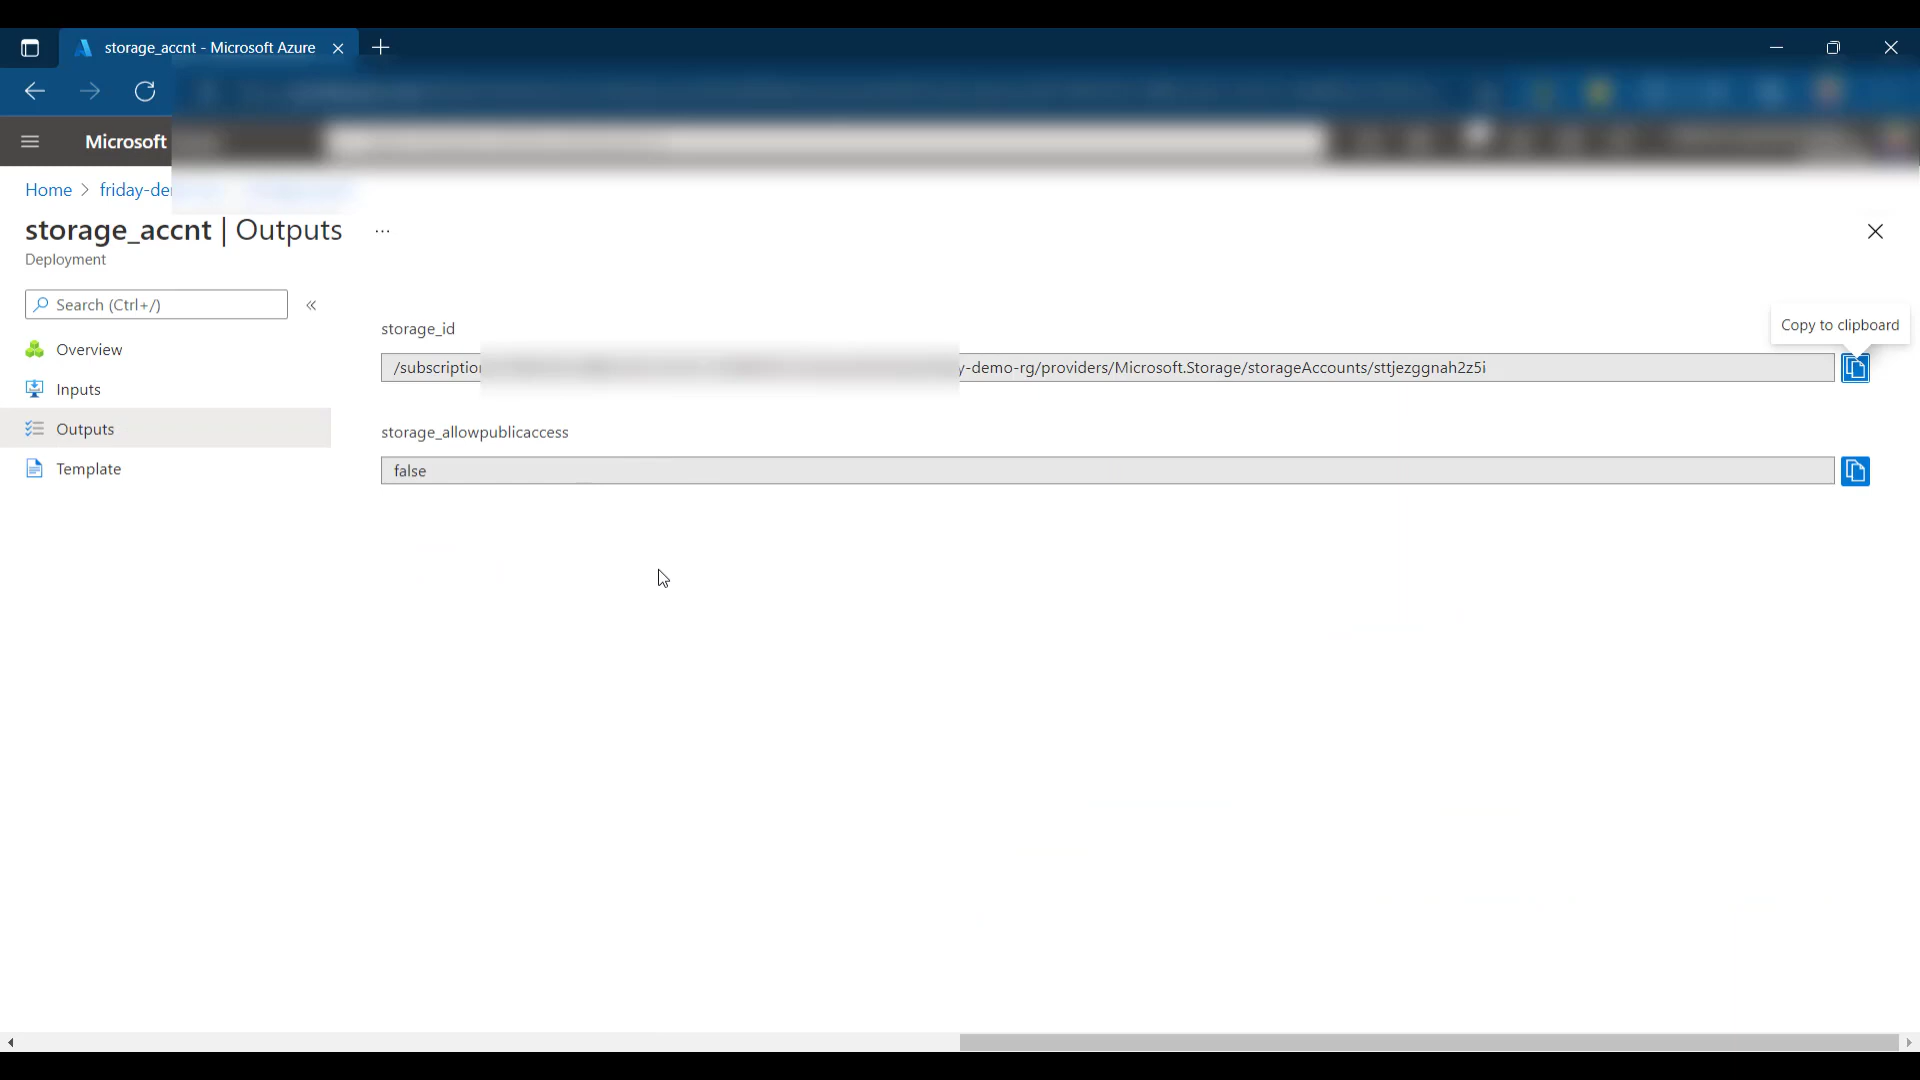 storage_accnt - Microsoft Azure
Microsoft
Home > friday-de
storage_accnt | Outputs ...
Deployment
Search (Ctrl+/)
«
Overview
Inputs
Outputs
Template
storage_id
Copy to clipboard
/subscription y-demo-rg/providers/Microsoft.Storage/storageAccounts/sttjezggnah2z5i
storage_allowpublicaccess
false